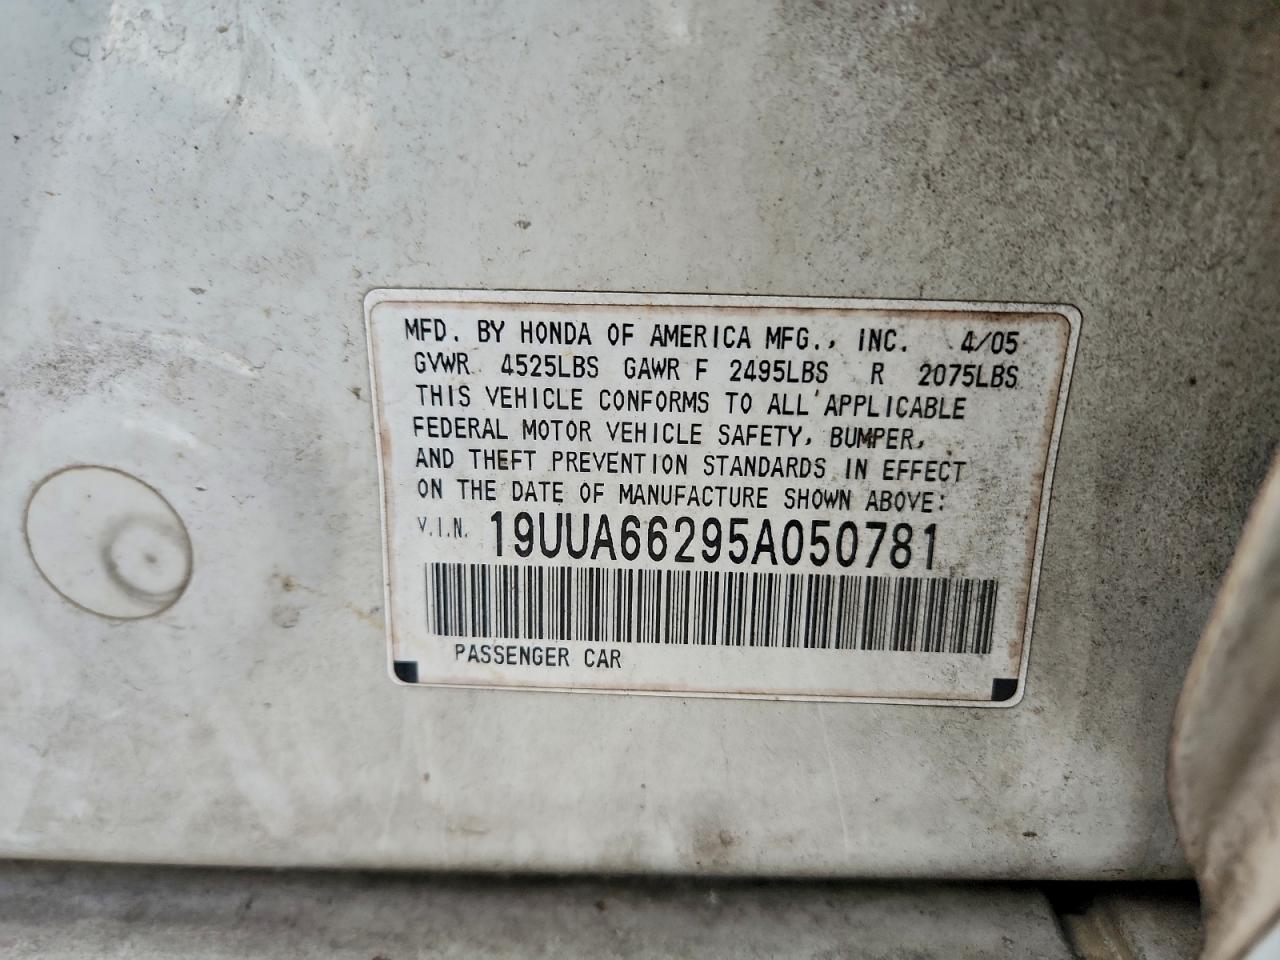 MFD. BY HONDA OF AMERICA MFG., INC. 4/05
GVWR 4525LBS GAWR F 2495LBS R 2075LBS
THIS VEHICLE CONFORMS TO ALL APPLICABLE
FEDERAL MOTOR VEHICLE SAFETY, BUMPER,
AND THEFT PREVENTION STANDARDS IN EFFECT
ON THE DATE OF MANUFACTURE SHOWN ABOVE:
V.I.N. 19UUA66295A050781
PASSENGER CAR